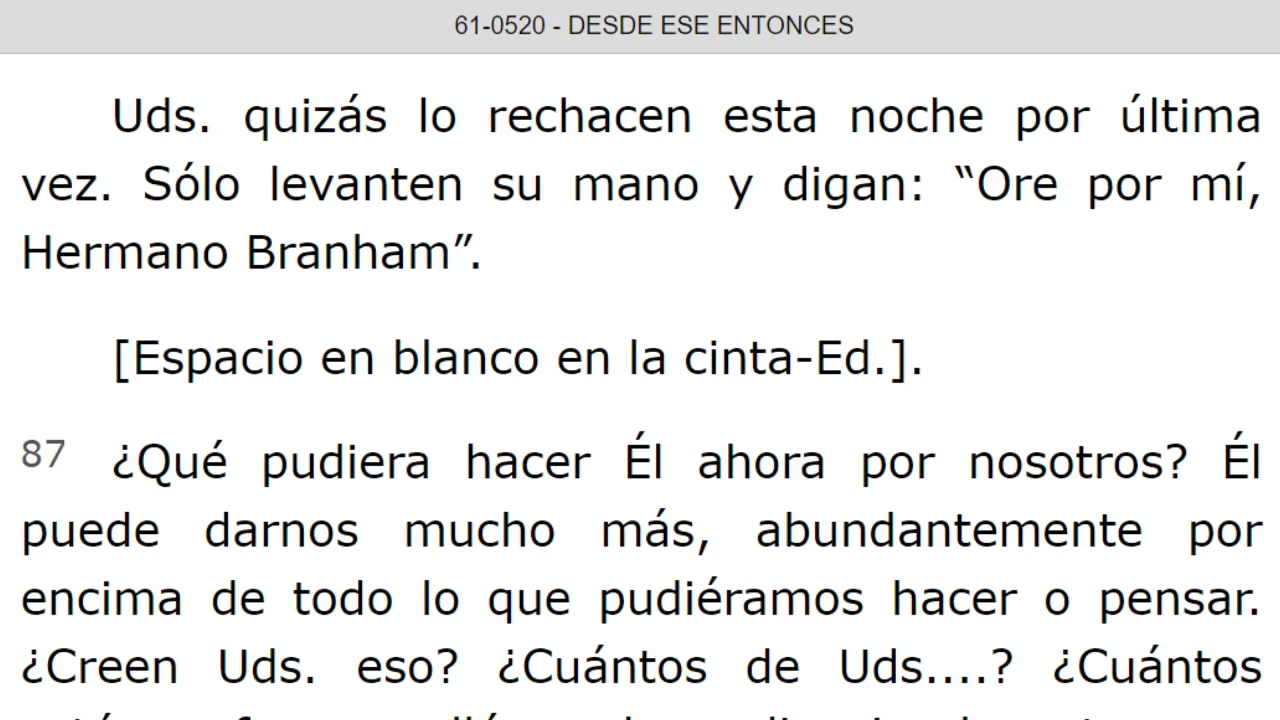 61-0520 - DESDE ESE ENTONCES
Uds. quizás lo rechacen esta noche por última
vez. Sólo levanten su mano y digan: “Ore por mí,
Hermano Branham”.
[Espacio en blanco en la cinta-Ed.].
87 ¿Qué pudiera hacer Él ahora por nosotros? Él
puede darnos mucho más, abundantemente por
encima de todo lo que pudiéramos hacer o pensar.
¿Creen Uds. eso? ¿Cuántos de Uds....? ¿Cuántos